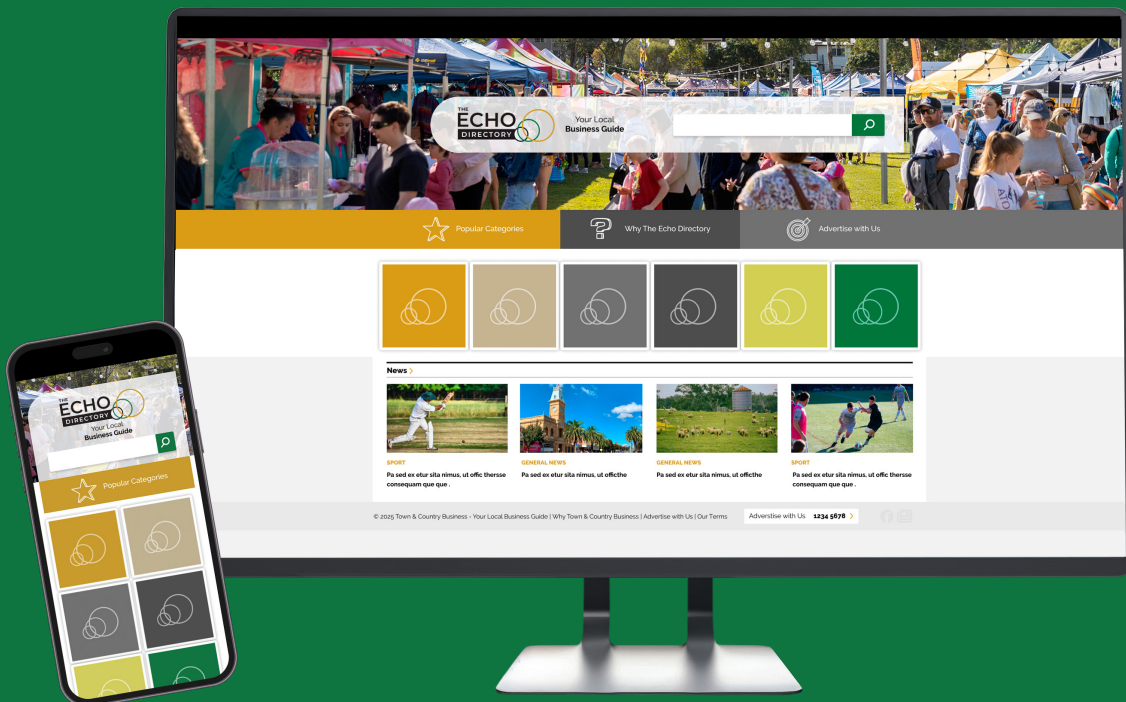 THE
ECHO
DIRECTORY
Your Local
Business Guide
Popular Categories
Why The Echo Directory
Advertise with Us
News >
SPORT
Pa sed ex etur sita nimus, ut offic thersse
consequam que que .
GENERAL NEWS
Pa sed ex etur sita nimus, ut officthe
GENERAL NEWS
Pa sed ex etur sita nimus, ut officthe
SPORT
Pa sed ex etur sita nimus, ut offic thersse
consequam que que .
© 2025 Town & Country Business - Your Local Business Guide | Why Town & Country Business | Advertise with Us | Our Terms
Adverstise with Us 1234 5678 >
THE
ECHO
DIRECTORY
Your Local
Business Guide
Popular Categories